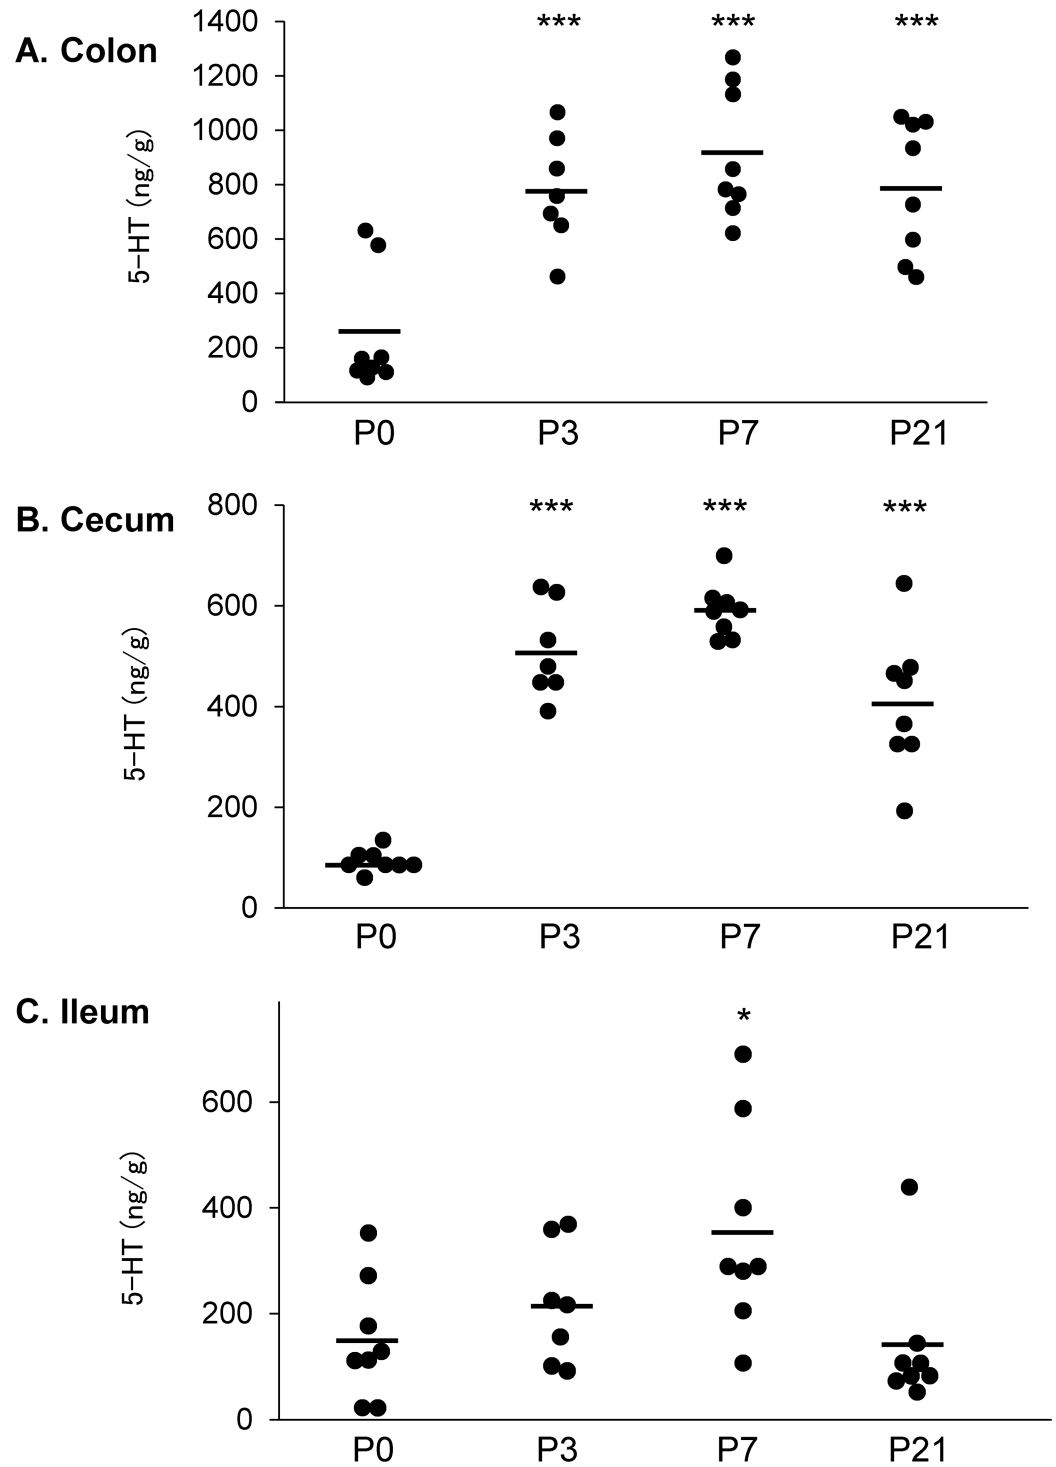 A. Colon
*** *** ***
1400
1200
1000
800
600
400
200
0
5-HT (ng/g)
P0 P3 P7 P21
B. Cecum
*** *** ***
800
600
400
200
0
5-HT (ng/g)
P0 P3 P7 P21
C. Ileum
*
600
400
200
0
5-HT (ng/g)
P0 P3 P7 P21